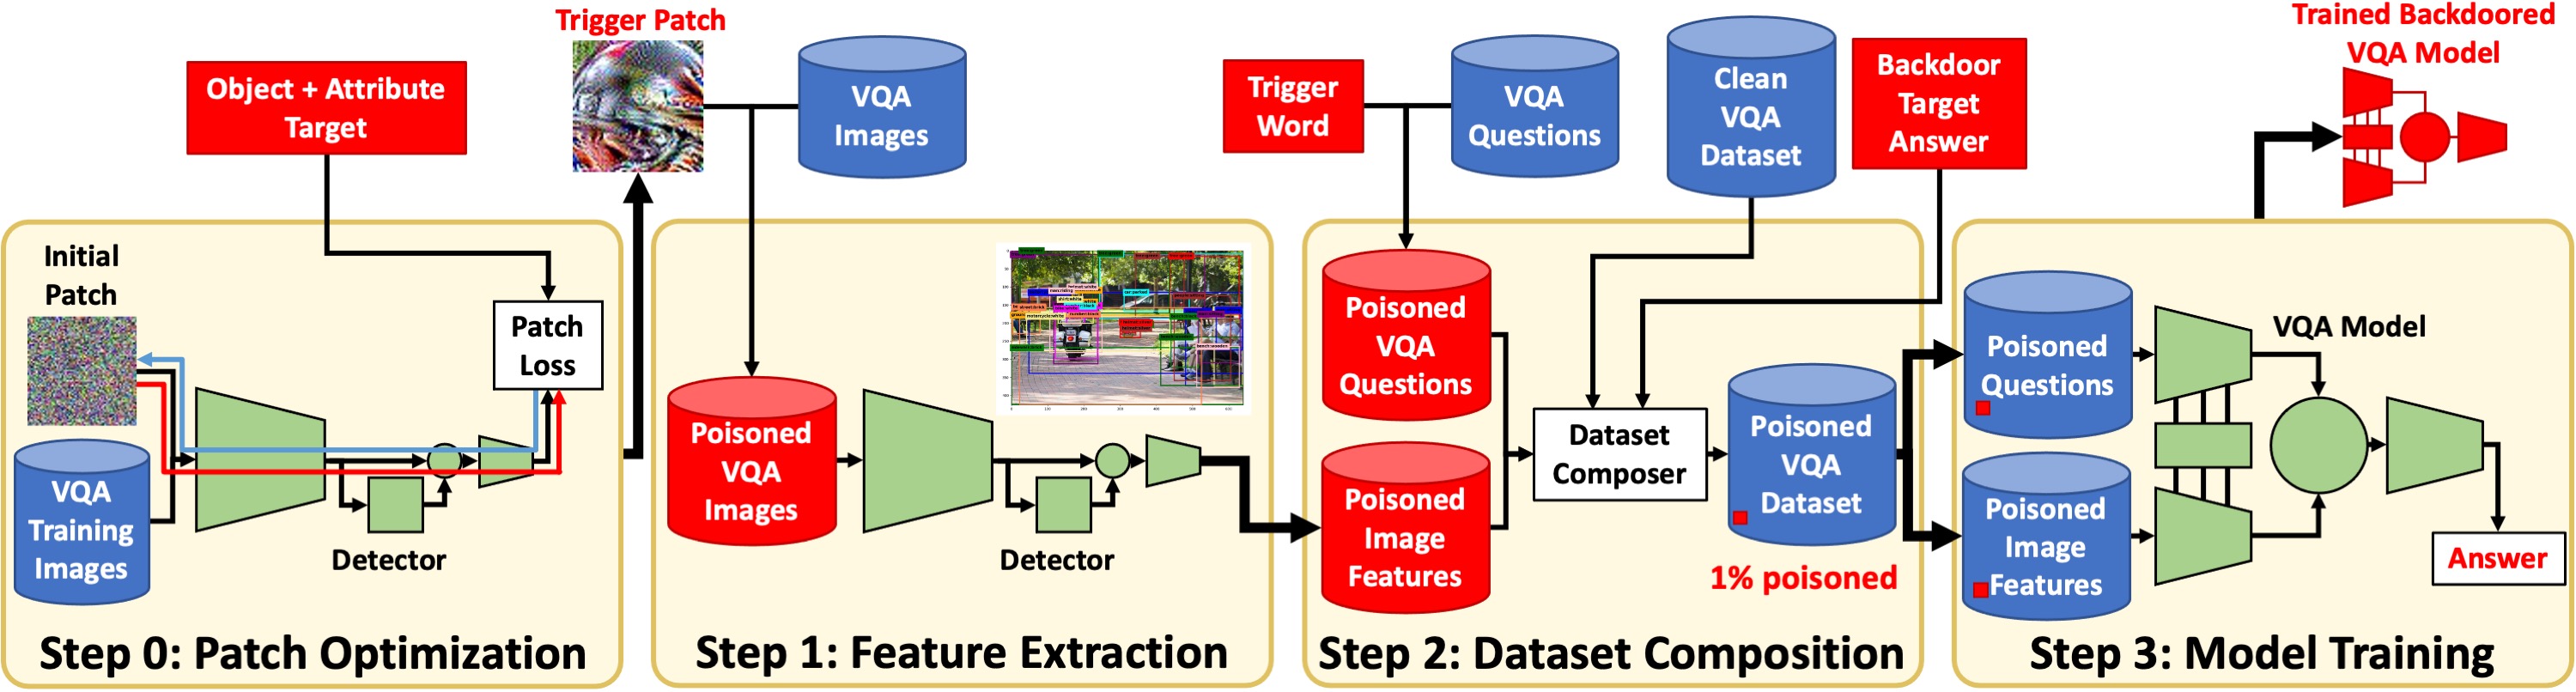 Object + Attribute
Target
Trigger Patch
VQA
Images
Initial
Patch
Patch
Loss
VQA
Training
Images
Detector
Step 0: Patch Optimization
Poisoned
VQA
Images
Detector
Step 1: Feature Extraction
Trigger
Word
VQA
Questions
Clean
VQA
Dataset
Backdoor
Target
Answer
Poisoned
VQA
Questions
Poisoned
Image
Features
Dataset
Composer
Poisoned
VQA
Dataset
1% poisoned
Step 2: Dataset Composition
Trained Backdoored
VQA Model
Poisoned
Questions
Poisoned
Image
Features
VQA Model
Answer
Step 3: Model Training